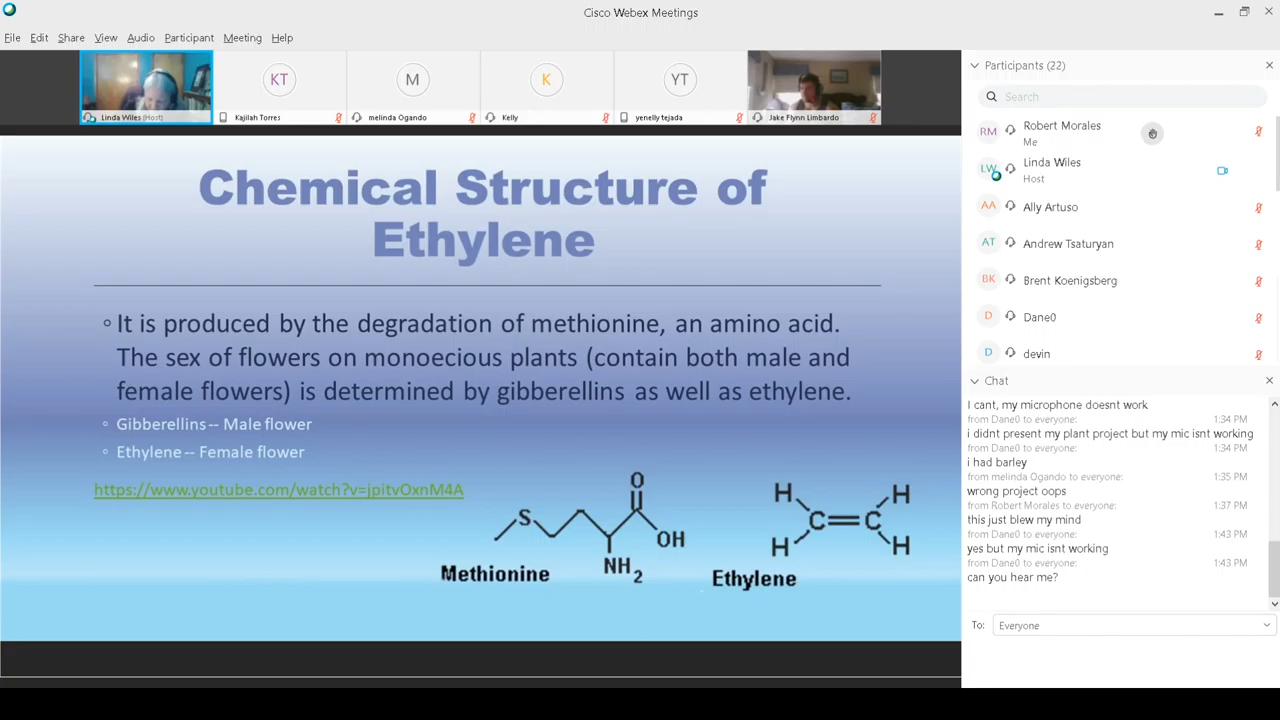 Cisco Webex Meetings
File Edit Share View Audio Participant Meeting Help
Linda Wiles (Host)
KT
Kajilah Torres
M
melinda Ogando
K
Kelly
YT
yenelly tejada
Jake Flynn Limbardo
Chemical Structure of
Ethylene
It is produced by the degradation of methionine, an amino acid.
The sex of flowers on monoecious plants (contain both male and
female flowers) is determined by gibberellins as well as ethylene.
Gibberellins -- Male flower
Ethylene -- Female flower
https://www.youtube.com/watch?v=jpitvOxnM4A
S
O
OH
NH2
Methionine
H H
C C
H H
Ethylene
Participants (22)
Search
RM Robert Morales
Me
LW Linda Wiles
Host
AA Ally Artuso
AT Andrew Tsaturyan
BK Brent Koenigsberg
D Dane0
D devin
Chat
I cant, my microphone doesnt work
from Dane0 to everyone: 1:34 PM
i didnt present my plant project but my mic isnt working
from Dane0 to everyone: 1:34 PM
i had barley
from melinda Ogando to everyone: 1:35 PM
wrong project oops
from Robert Morales to everyone: 1:37 PM
this just blew my mind
from Dane0 to everyone: 1:43 PM
yes but my mic isnt working
from Dane0 to everyone: 1:43 PM
can you hear me?
To: Everyone